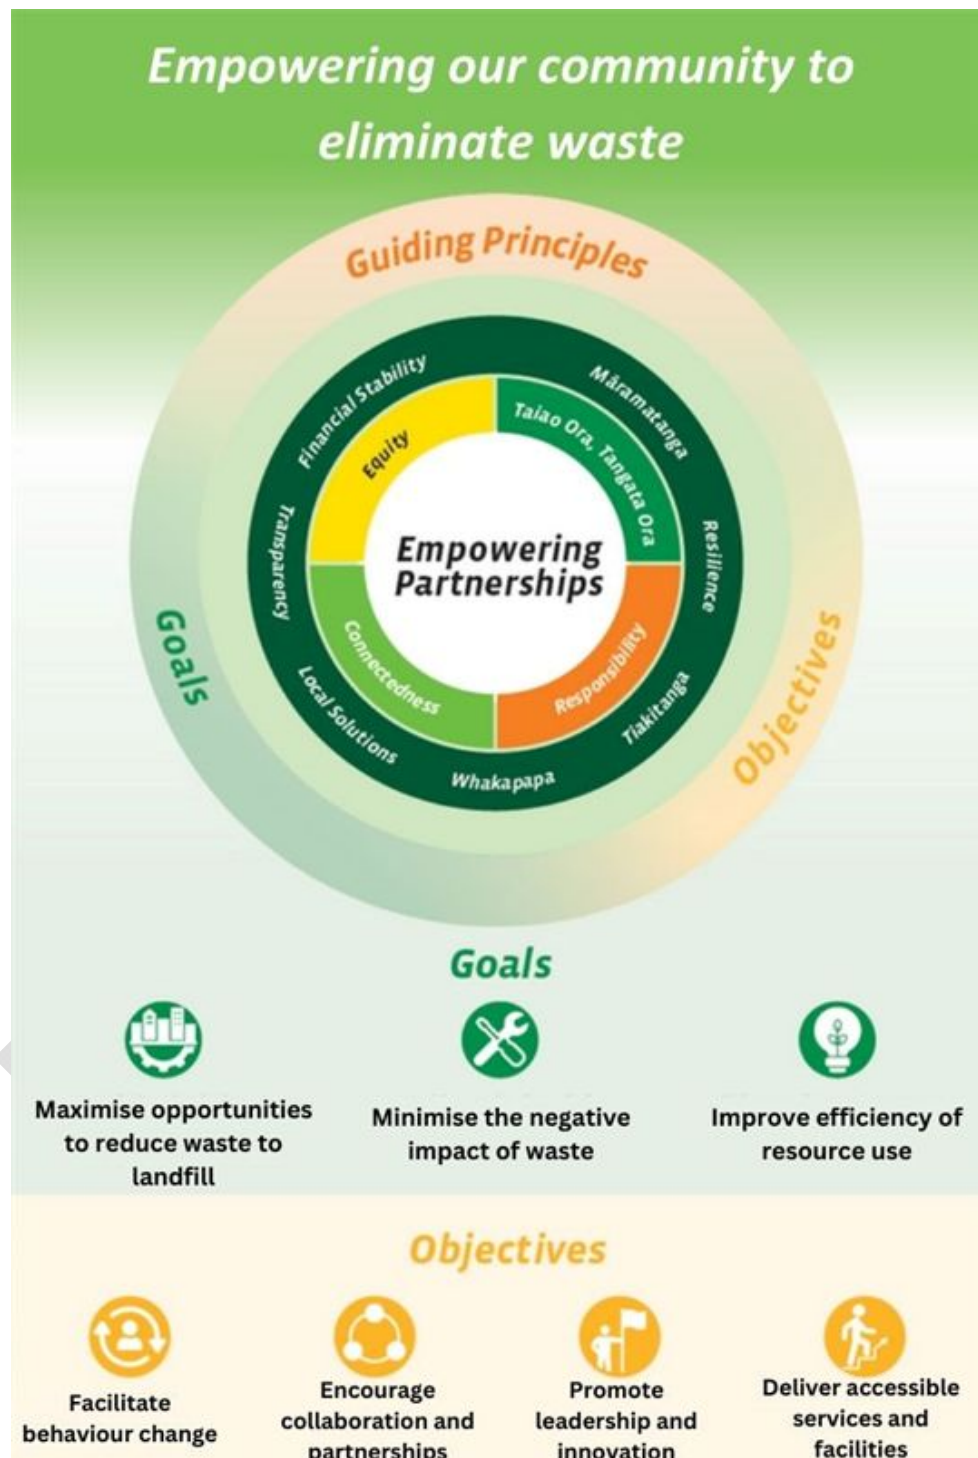 Empowering our community to
eliminate waste
Guiding Principles
Financial Stability
Māramatanga
Equity
Taiao Ora, Tangata Ora
Transparency
Resilience
Empowering
Partnerships
Goals
Connectedness
Responsibility
Objectives
Local Solutions
Tiakitanga
Whakapapa
Goals
Maximise opportunities
to reduce waste to
landfill
Minimise the negative
impact of waste
Improve efficiency of
resource use
Objectives
Facilitate
behaviour change
Encourage
collaboration and
partnerships
Promote
leadership and
innovation
Deliver accessible
services and
facilities